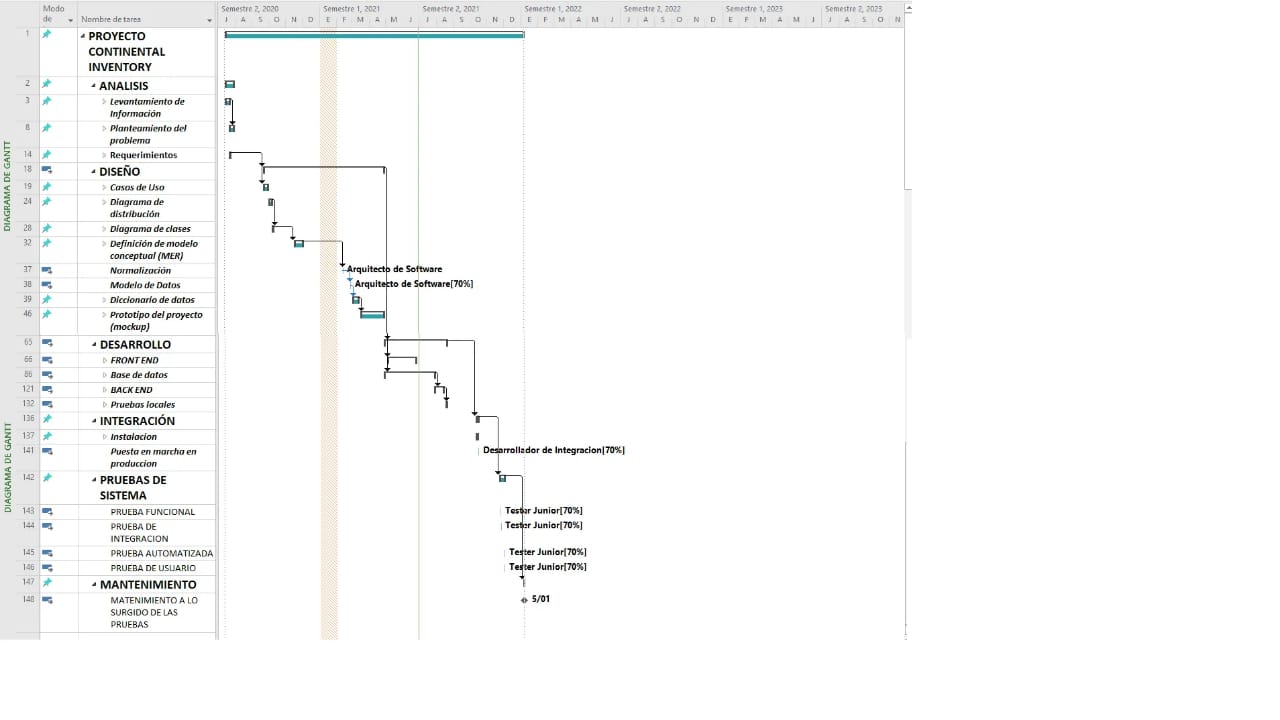 Modo de
Nombre de tarea
Semestre 2, 2020
Semestre 1, 2021
Semestre 2, 2021
Semestre 1, 2022
Semestre 2, 2022
Semestre 1, 2023
Semestre 2, 2023
J A S O N D E F M A M J J A S O N D E F M A M J J A S O N D E F M A M J J A S O N
DIAGRAMA DE GANTT
1 PROYECTO
CONTINENTAL
INVENTORY
2 ANALISIS
3 Levantamiento de
Información
8 Planteamiento del
problema
14 Requerimientos
18 DISEÑO
19 Casos de Uso
24 Diagrama de
distribución
28 Diagrama de clases
32 Definición de modelo
conceptual (MER)
37 Normalización
Arquitecto de Software
38 Modelo de Datos
Arquitecto de Software[70%]
39 Diccionario de datos
46 Prototipo del proyecto
(mockup)
65 DESARROLLO
66 FRONT END
86 Base de datos
121 BACK END
132 Pruebas locales
DIAGRAMA DE GANTT
136 INTEGRACIÓN
137 Instalacion
141 Puesta en marcha en
produccion
Desarrollador de Integracion[70%]
142 PRUEBAS DE
SISTEMA
143 PRUEBA FUNCIONAL
Tester Junior[70%]
144 PRUEBA DE
INTEGRACION
Tester Junior[70%]
145 PRUEBA AUTOMATIZADA
Tester Junior[70%]
146 PRUEBA DE USUARIO
Tester Junior[70%]
147 MANTENIMIENTO
148 MATENIMIENTO A LO
SURGIDO DE LAS
PRUEBAS
5/01